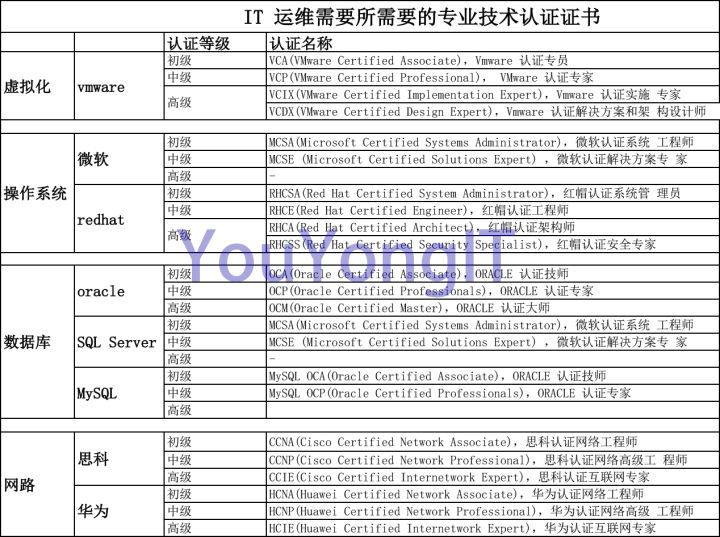 IT 运维需要所需要的专业技术认证证书
认证等级 认证名称
虚拟化 vmware 初级 VCA(VMware Certified Associate), Vmware 认证专员
中级 VCP(VMware Certified Professional), VMware 认证专家
高级 VCIX(VMware Certified Implementation Expert), Vmware 认证实施 专家
VCDX(VMware Certified Design Expert), Vmware 认证解决方案和架 构设计师
操作系统 微软 初级 MCSA(Microsoft Certified Systems Administrator), 微软认证系统 工程师
中级 MCSE (Microsoft Certified Solutions Expert) , 微软认证解决方案专 家
高级 -
redhat 初级 RHCSA(Red Hat Certified System Administrator), 红帽认证系统管 理员
中级 RHCE(Red Hat Certified Engineer), 红帽认证工程师
高级 RHCA(Red Hat Certified Architect), 红帽认证架构师
RHCSS(Red Hat Certified Security Specialist), 红帽认证安全专家
YouYongIT
数据库 oracle 初级 OCA(Oracle Certified Associate), ORACLE 认证技师
中级 OCP(Oracle Certified Professionals), ORACLE 认证专家
高级 OCM(Oracle Certified Master), ORACLE 认证大师
SQL Server 初级 MCSA(Microsoft Certified Systems Administrator), 微软认证系统 工程师
中级 MCSE (Microsoft Certified Solutions Expert) , 微软认证解决方案专 家
高级 -
MySQL 初级 MySQL OCA(Oracle Certified Associate), ORACLE 认证技师
中级 MySQL OCP(Oracle Certified Professionals), ORACLE 认证专家
高级
网路 思科 初级 CCNA(Cisco Certified Network Associate), 思科认证网络工程师
中级 CCNP(Cisco Certified Network Professional), 思科认证网络高级工 程师
高级 CCIE(Cisco Certified Internetwork Expert), 思科认证互联网专家
华为 初级 HCNA(Huawei Certified Network Associate), 华为认证网络工程师
中级 HCNP(Huawei Certified Network Professional), 华为认证网络高级 工程师
高级 HCIE(Huawei Certified Internetwork Expert), 华为认证互联网专家